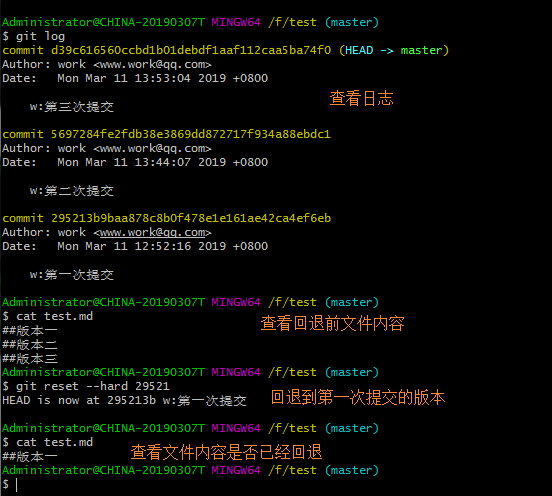 Administrator@CHINA-20190307T MINGW64 /f/test (master)
$ git log
commit d39c616560ccbd1b01debdf1aaf112caa5ba74f0 (HEAD -> master)
Author: work <www.work@qq.com>
Date:   Mon Mar 11 13:53:04 2019 +0800
查看日志
w:第三次提交
commit 5697284fe2fdb38e3869dd872717f934a88ebdc1
Author: work <www.work@qq.com>
Date:   Mon Mar 11 13:44:07 2019 +0800
w:第二次提交
commit 295213b9baa878c8b0f478e1e161ae42ca4ef6eb
Author: work <www.work@qq.com>
Date:   Mon Mar 11 12:52:16 2019 +0800
w:第一次提交
Administrator@CHINA-20190307T MINGW64 /f/test (master)
$ cat test.md
查看回退前文件内容
##版本一
##版本二
##版本三
Administrator@CHINA-20190307T MINGW64 /f/test (master)
$ git reset --hard 29521
HEAD is now at 295213b w:第一次提交
回退到第一次提交的版本
Administrator@CHINA-20190307T MINGW64 /f/test (master)
$ cat test.md
查看文件内容是否已经回退
##版本一
Administrator@CHINA-20190307T MINGW64 /f/test (master)
$